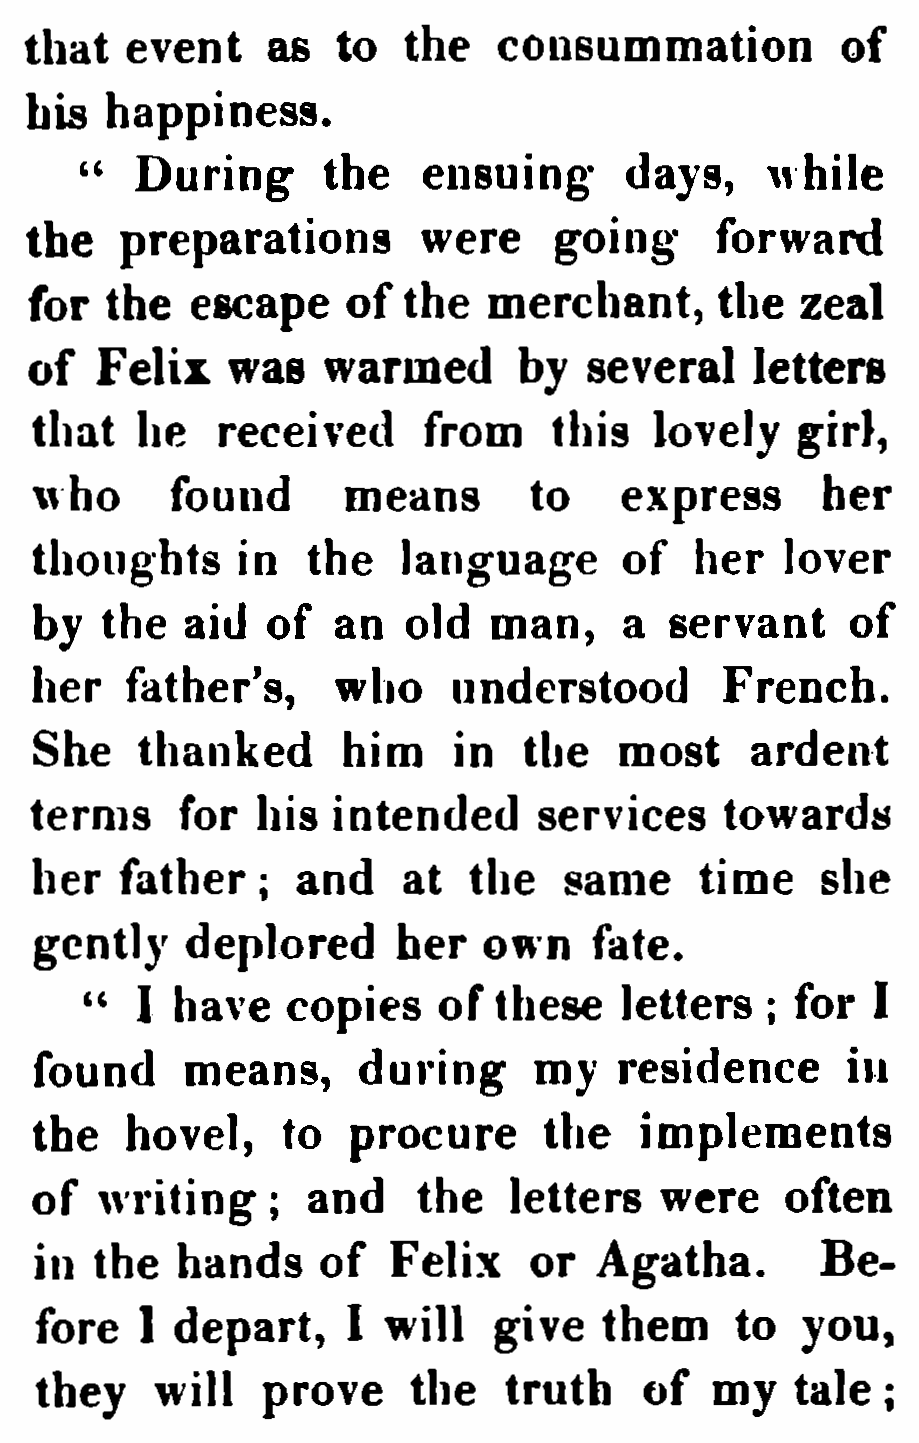 that event as to the consummation of
his happiness.
“ During the ensuing days, while
the preparations were going forward
for the escape of the merchant, the zeal
of Felix was warmed by several letters
that he received from this lovely girl,
who found means to express her
thoughts in the language of her lover
by the aid of an old man, a servant of
her father’s, who understood French.
She thanked him in the most ardent
terms for his intended services towards
her father ; and at the same time she
gently deplored her own fate.
“ I have copies of these letters ; for I
found means, during my residence in
the hovel, to procure the implements
of writing ; and the letters were often
in the hands of Felix or Agatha. Be-
fore I depart, I will give them to you,
they will prove the truth of my tale ;